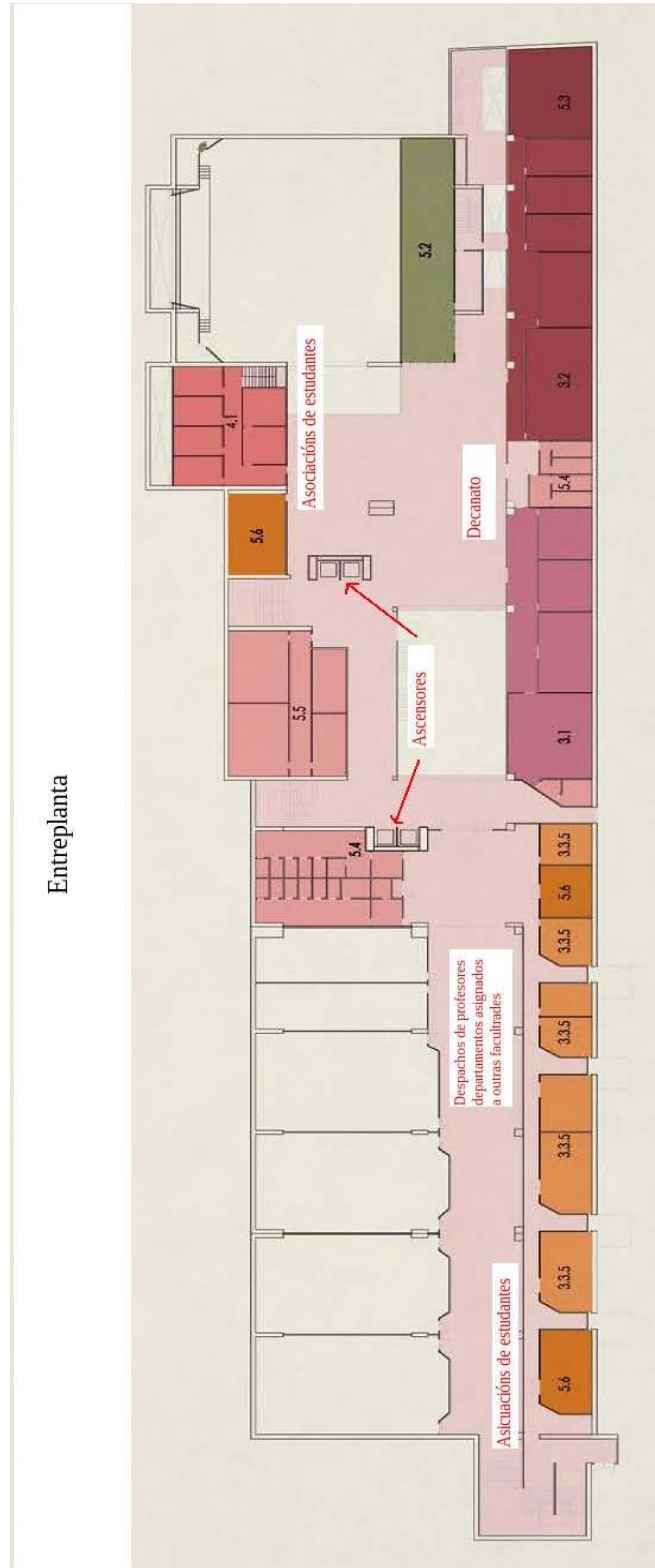 Entreplanta
4.1
5.6
5.5
Asociacións de estudantes
5.4
Ascensores
5.2
Despachos de profesores
departamentos asignados
a outras facultrades
Decanato
Asicuacións de estudantes
5.6
3.3.5
3.3.5
3.3.5
3.3.5
5.6
3.3.5
3.1
5.4
3.2
5.3